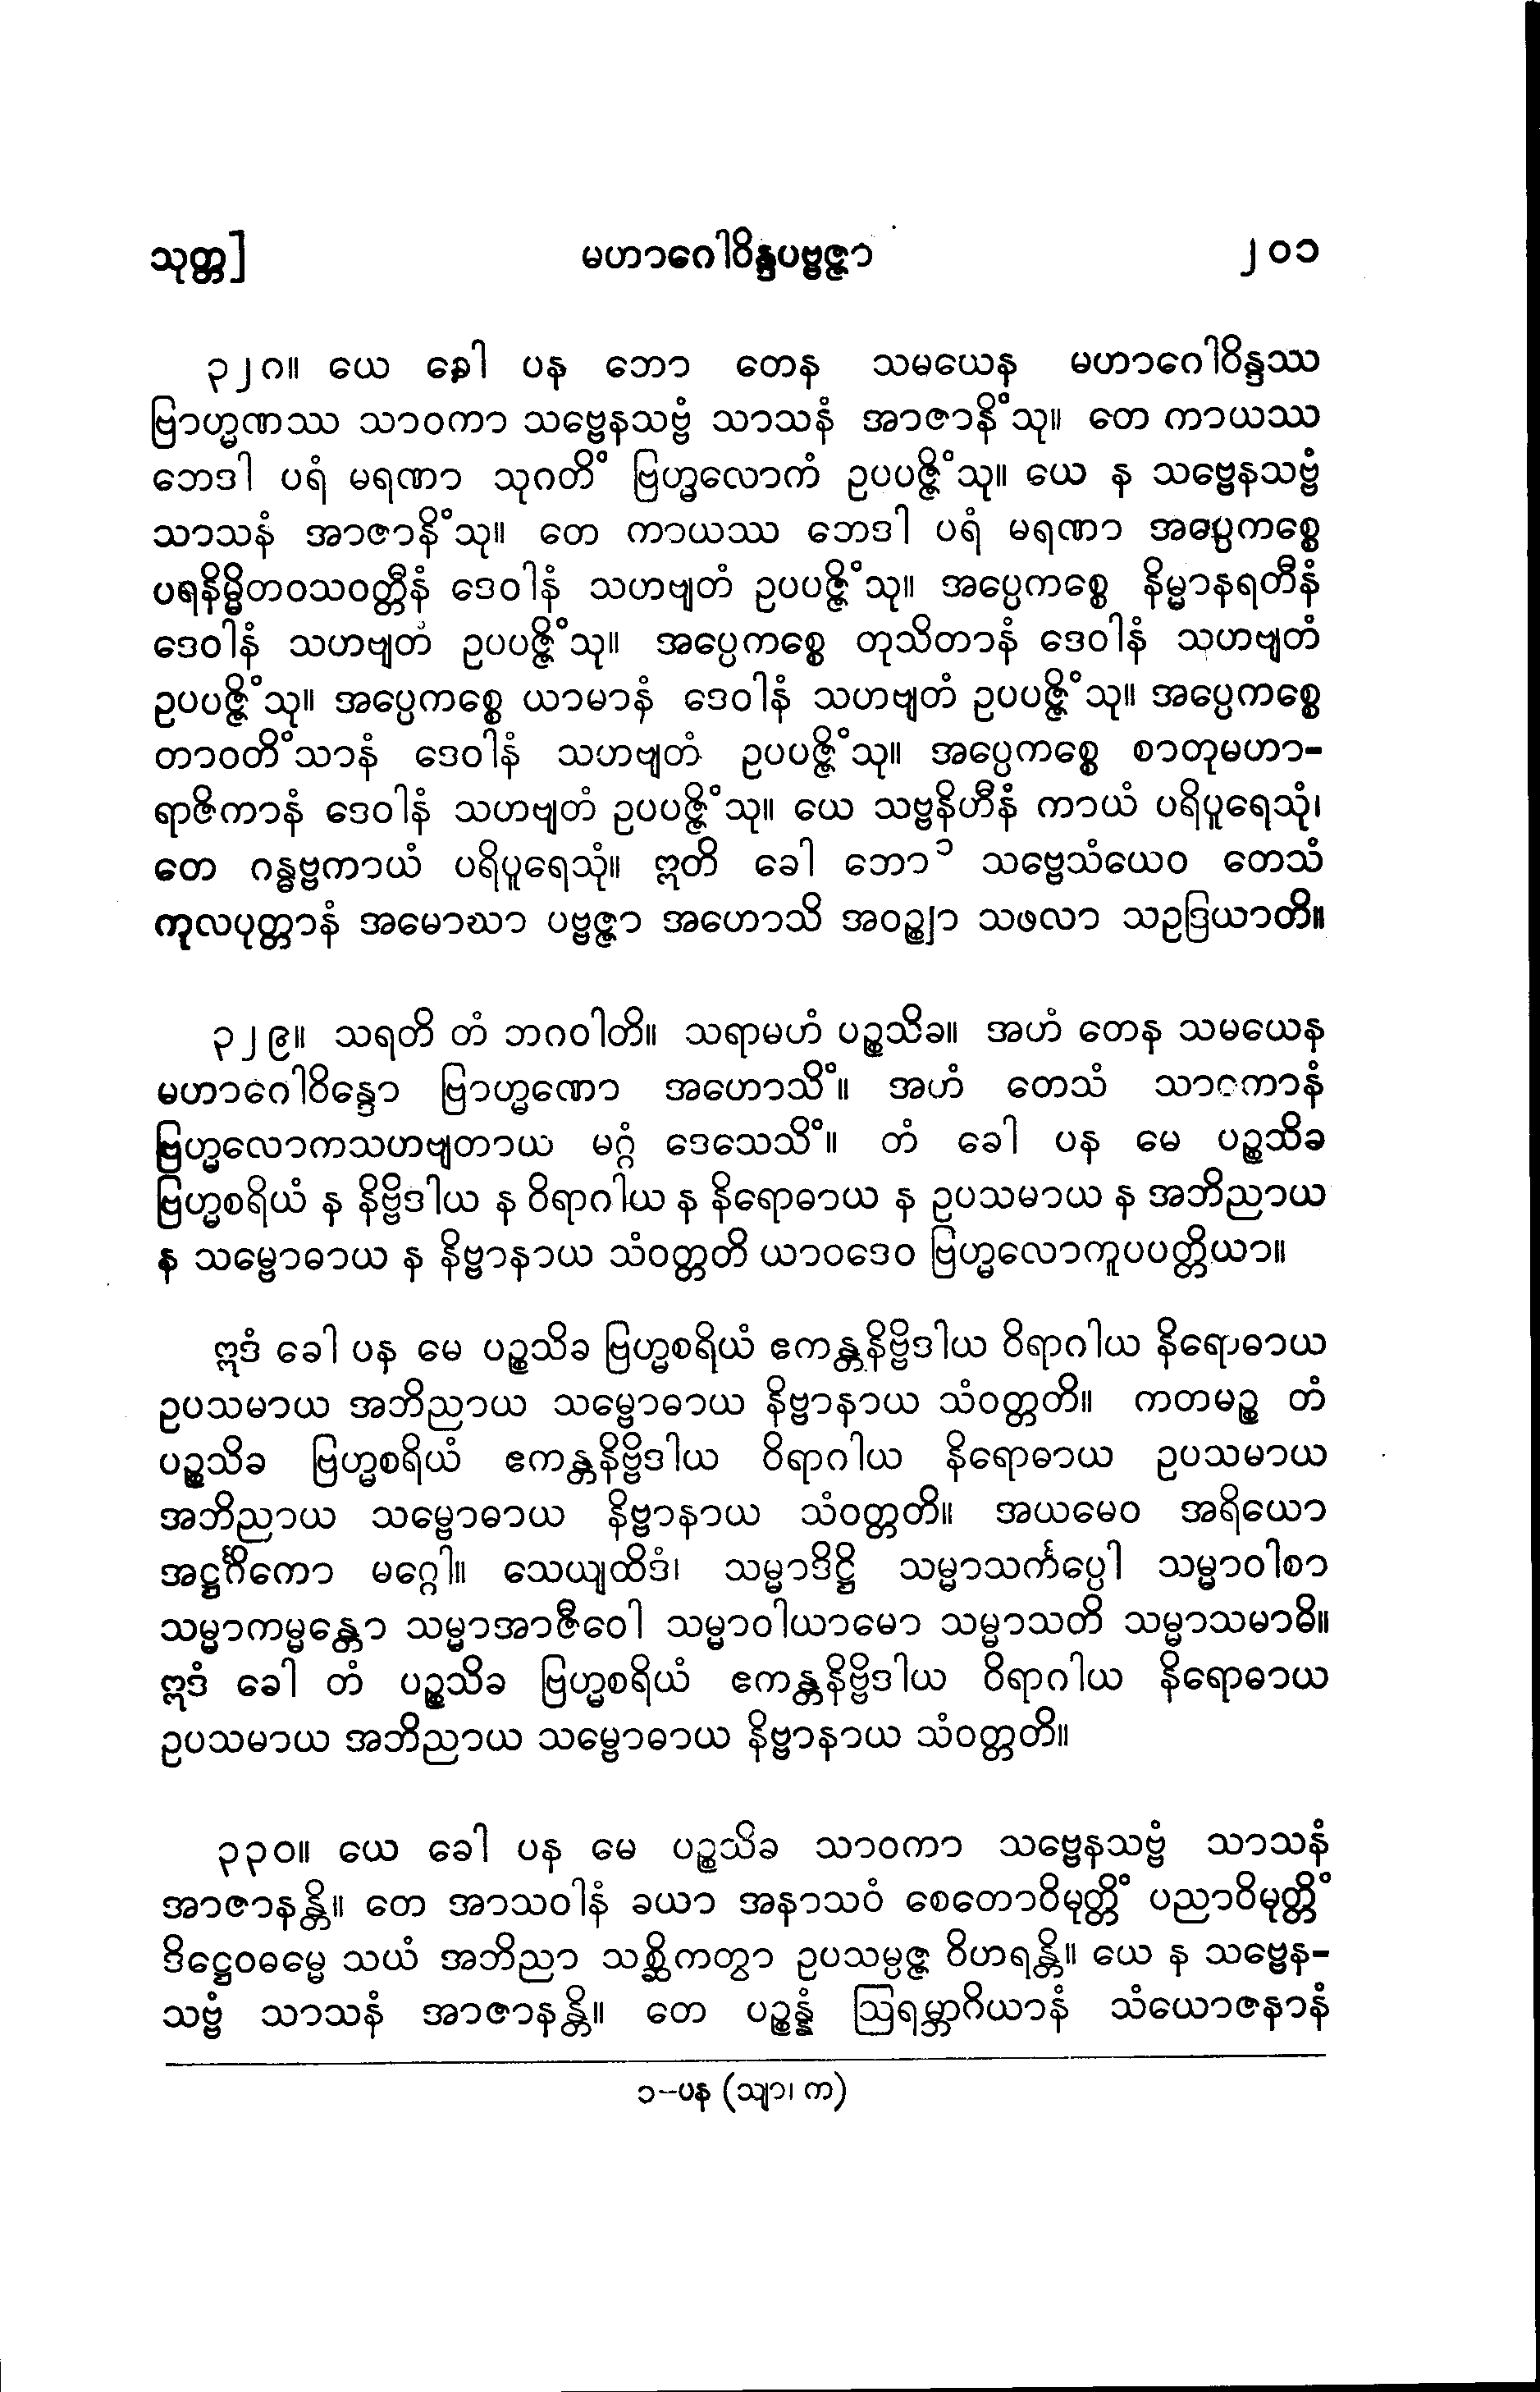 သုတ္တ] မဟာဂေါဝိန္ဒပဗ္ဗဇ္ဇာ ၂၀၁
၃၂ဂ။ ယေ ခေါ ပန ဘော တေန သမယေန မဟာဂေါဝိန္ဒဿ
ဗြာဟ္မဏဿ သာဝကာ သဗ္ဗေနသဗ္ဗံ သာသနံ အာဇာနိံသု။ တေ ကာယဿ
ဘေဒါ ပရံ မရဏာ သုဂတိံ ဗြဟ္မလောကံ ဥပပဇ္ဇိံသု။ ယေ န သဗ္ဗေနသဗ္ဗံ
သာသနံ အာဇာနိံသု။ တေ ကာယဿ ဘေဒါ ပရံ မရဏာ အပ္ပေကစ္စေ
ပရနိမ္မိတဝသဝတ္တီနံ ဒေဝါနံ သဟဗျတံ ဥပပဇ္ဇိံသု။ အပ္ပေကစ္စေ နိမ္မာနရတီနံ
ဒေဝါနံ သဟဗျတံ ဥပပဇ္ဇိံသု။ အပ္ပေကစ္စေ တုသိတာနံ ဒေဝါနံ သဟဗျတံ
ဥပပဇ္ဇိံသု။ အပ္ပေကစ္စေ ယာမာနံ ဒေဝါနံ သဟဗျတံ ဥပပဇ္ဇိံသု။ အပ္ပေကစ္စေ
တာဝတိံသာနံ ဒေဝါနံ သဟဗျတံ ဥပပဇ္ဇိံသု။ အပ္ပေကစ္စေ စာတုမဟာ-
ရာဇိကာနံ ဒေဝါနံ သဟဗျတံ ဥပပဇ္ဇိံသု။ ယေ သဗ္ဗနိဟီနံ ကာယံ ပရိပူရေသုံ၊
တေ ဂန္ဓဗ္ဗကာယံ ပရိပူရေသုံ။ ဣတိ ခေါ ဘော ၁ သဗ္ဗေသံယေဝ တေသံ
ကုလပုတ္တာနံ အမောဃာ ပဗ္ဗဇ္ဇာ အဟောသိ အဝဉ္ဈာ သဖလာ သဥဒြယာတိ။
၃၂၉။ သရတိ တံ ဘဂဝါတိ။ သရာမဟံ ပဉ္စသိခ။ အဟံ တေန သမယေန
မဟာဂေါဝိန္ဒော ဗြာဟ္မဏော အဟောသိံ။ အဟံ တေသံ သာဝကာနံ
ဗြဟ္မလောကသဟဗျတာယ မဂ္ဂံ ဒေသေသိံ။ တံ ခေါ ပန မေ ပဉ္စသိခ
ဗြဟ္မစရိယံ န နိဗ္ဗိဒါယ န ဝိရာဂါယ န နိရောဓာယ န ဥပသမာယ န အဘိညာယ
န သမ္ဗောဓာယ န နိဗ္ဗာနာယ သံဝတ္တတိ ယာဝဒေဝ ဗြဟ္မလောကူပပတ္တိယာ။
ဣဒံ ခေါ ပန မေ ပဉ္စသိခ ဗြဟ္မစရိယံ ဧကန္တနိဗ္ဗိဒါယ ဝိရာဂါယ နိရောဓာယ
ဥပသမာယ အဘိညာယ သမ္ဗောဓာယ နိဗ္ဗာနာယ သံဝတ္တတိ။ ကတမဉ္စ တံ
ပဉ္စသိခ ဗြဟ္မစရိယံ ဧကန္တနိဗ္ဗိဒါယ ဝိရာဂါယ နိရောဓာယ ဥပသမာယ
အဘိညာယ သမ္ဗောဓာယ နိဗ္ဗာနာယ သံဝတ္တတိ။ အယမေဝ အရိယော
အဋ္ဌင်္ဂိကော မဂ္ဂေါ။ သေယျထိဒံ၊ သမ္မာဒိဋ္ဌိ သမ္မာသင်္ကပ္ပေါ သမ္မာဝါစာ
သမ္မာကမ္မန္တော သမ္မာအာဇီဝေါ သမ္မာဝါယာမော သမ္မာသတိ သမ္မာသမာဓိ။
ဣဒံ ခေါ တံ ပဉ္စသိခ ဗြဟ္မစရိယံ ဧကန္တနိဗ္ဗိဒါယ ဝိရာဂါယ နိရောဓာယ
ဥပသမာယ အဘိညာယ သမ္ဗောဓာယ နိဗ္ဗာနာယ သံဝတ္တတိ။
၃၃၀။ ယေ ခေါ ပန မေ ပဉ္စသိခ သာဝကာ သဗ္ဗေနသဗ္ဗံ သာသနံ
အာဇာနန္တိ။ တေ အာသဝါနံ ခယာ အနာသဝံ စေတောဝိမုတ္တိံ ပညာဝိမုတ္တိံ
ဒိဋ္ဌေဝဓမ္မေ သယံ အဘိညာ သစ္ဆိကတွာ ဥပသမ္ပဇ္ဇ ဝိဟရန္တိ။ ယေ န သဗ္ဗေန-
သဗ္ဗံ သာသနံ အာဇာနန္တိ။ တေ ပဉ္စန္နံ ဩရမ္ဘာဂိယာနံ သံယောဇနာနံ
၁-ပန (သျာ၊ က)